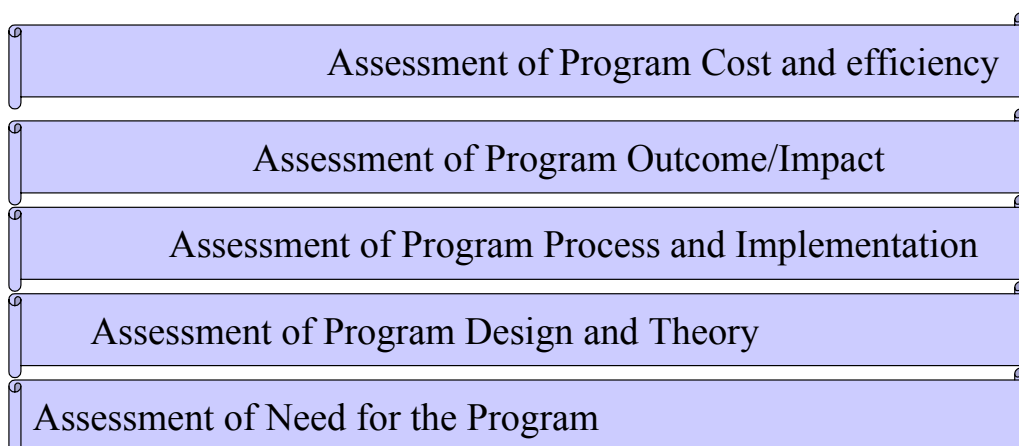 Assessment of Program Cost and efficiency
Assessment of Program Outcome/Impact
Assessment of Program Process and Implementation
Assessment of Program Design and Theory
Assessment of Need for the Program